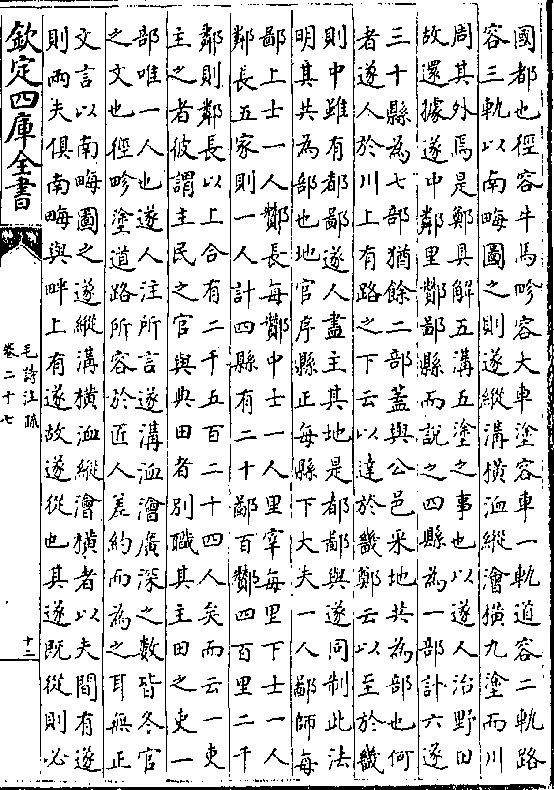 國都也徑容牛馬畛容大車塗容車一軌道容二軌路
容三軌以南畮圖之則遂縱溝橫洫縱澮橫九塗而川
周其外焉是鄭具解五溝五塗之事也以遂人治野田
故還據遂中鄰里酇鄙縣而說之四縣為一部計六遂
三十縣為七部猶餘二部蓋與公邑采地共為部也何
者遂人於川上有路之下云以達於畿鄭云以至於畿
則中雖有都鄙遂人盡主其地是都鄙與遂同制此法
明其共為部也地官序縣正每縣下大夫一人鄙師每
鄙上士一人酇長每酇中士一人里宰每里下士一人
鄰長五家則一人計四縣有二十鄙百酇四百里二千
鄰則鄰長以上合有二千五百二十四人矣而云一吏
主之者彼謂主民之官與典田者別職其主田之吏一
部唯一人也遂人注所言遂溝洫澮廣深之數皆冬官
之文也徑畛塗道路所容於匠人差約而為之耳無正
文言以南畮圖之遂縱溝橫洫縱澮橫者以夫間有遂
則兩夫俱南畮與畔上有遂故遂從也其遂既從則必
欽定四庫全書
毛詩注疏
卷二十七
十二